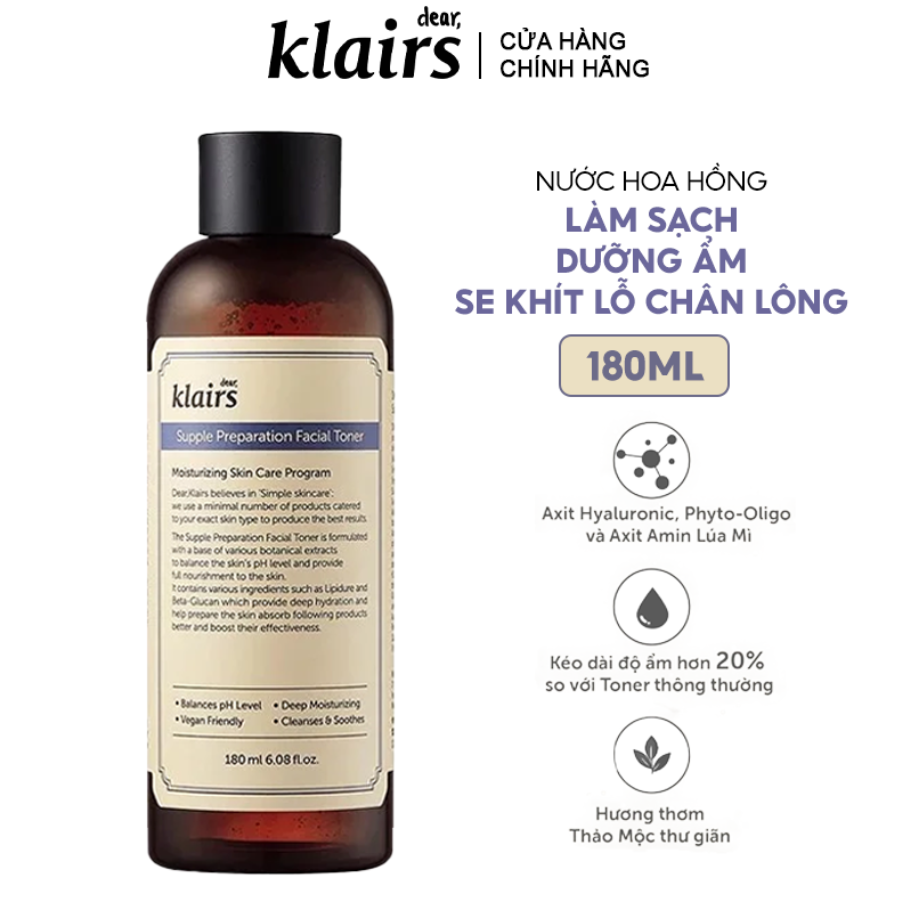 dear,
klairs
CỬA HÀNG
CHÍNH HÃNG
NƯỚC HOA HỒNG
LÀM SẠCH
DƯỠNG ẨM
SE KHÍT LỖ CHÂN LÔNG
180ML
Axit Hyaluronic, Phyto-Oligo
và Axit Amin Lúa Mì
Kéo dài độ ẩm hơn 20%
so với Toner thông thường
Hương thơm
Thảo Mộc thư giãn
dear,
klairs
Supple Preparation Facial Toner
Moisturizing Skin Care Program
Dear,Klairs believes in 'Simple skincare':
we use a minimal number of products catered
to your exact skin type to produce the best results.
The Supple Preparation Facial Toner is formulated
with a base of various botanical extracts
to balance the skin's pH level and provide
full nourishment to the skin.
It contains various ingredients such as Lipidure and
Beta-Glucan which provide deep hydration and
help prepare the skin absorb following products
better and boost their effectiveness.
• Balances pH Level • Deep Moisturizing
• Vegan Friendly • Cleanses & Soothes
180 ml 6.08 fl.oz.